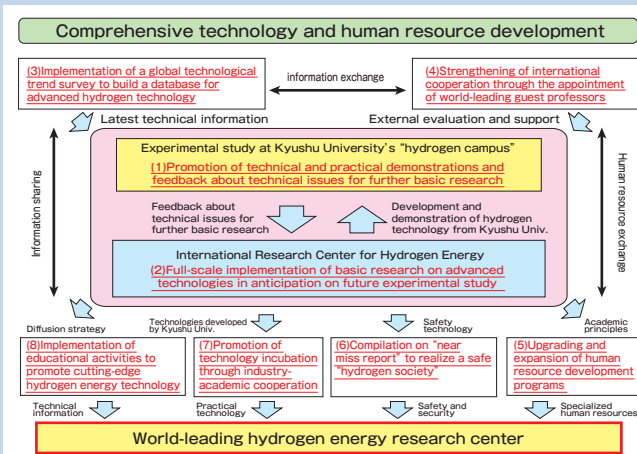 Comprehensive technology and human resource development
(3)Implementation of a global technological
trend survey to build a database for
advanced hydrogen technology
information exchange
(4)Strengthening of international
cooperation through the appointment
of world-leading guest professors
Latest technical information
External evaluation and support
Information sharing
Human resource exchange
Experimental study at Kyushu University's "hydrogen campus"
(1)Promotion of technical and practical demonstrations and
feedback about technical issues for further basic research
Feedback about
technical issues for
further basic research
Development and
demonstration of hydrogen
technology from Kyushu Univ.
International Research Center for Hydrogen Energy
(2)Full-scale implementation of basic research on advanced
technologies in anticipation on future experimental study
Diffusion strategy
Technologies developed
by Kyushu Univ.
Safety
technology
Academic
principles
(8)Implementation of
educational activities to
promote cutting-edge
hydrogen energy technology
(7)Promotion of
technology incubation
through industry-
academic cooperation
(6)Compilation on "near
miss report" to realize a safe
"hydrogen society"
(5)Upgrading and
expansion of human
resource development
programs
Technical
information
Practical
technology
Safety and
security
Specialized
human resources
World-leading hydrogen energy research center